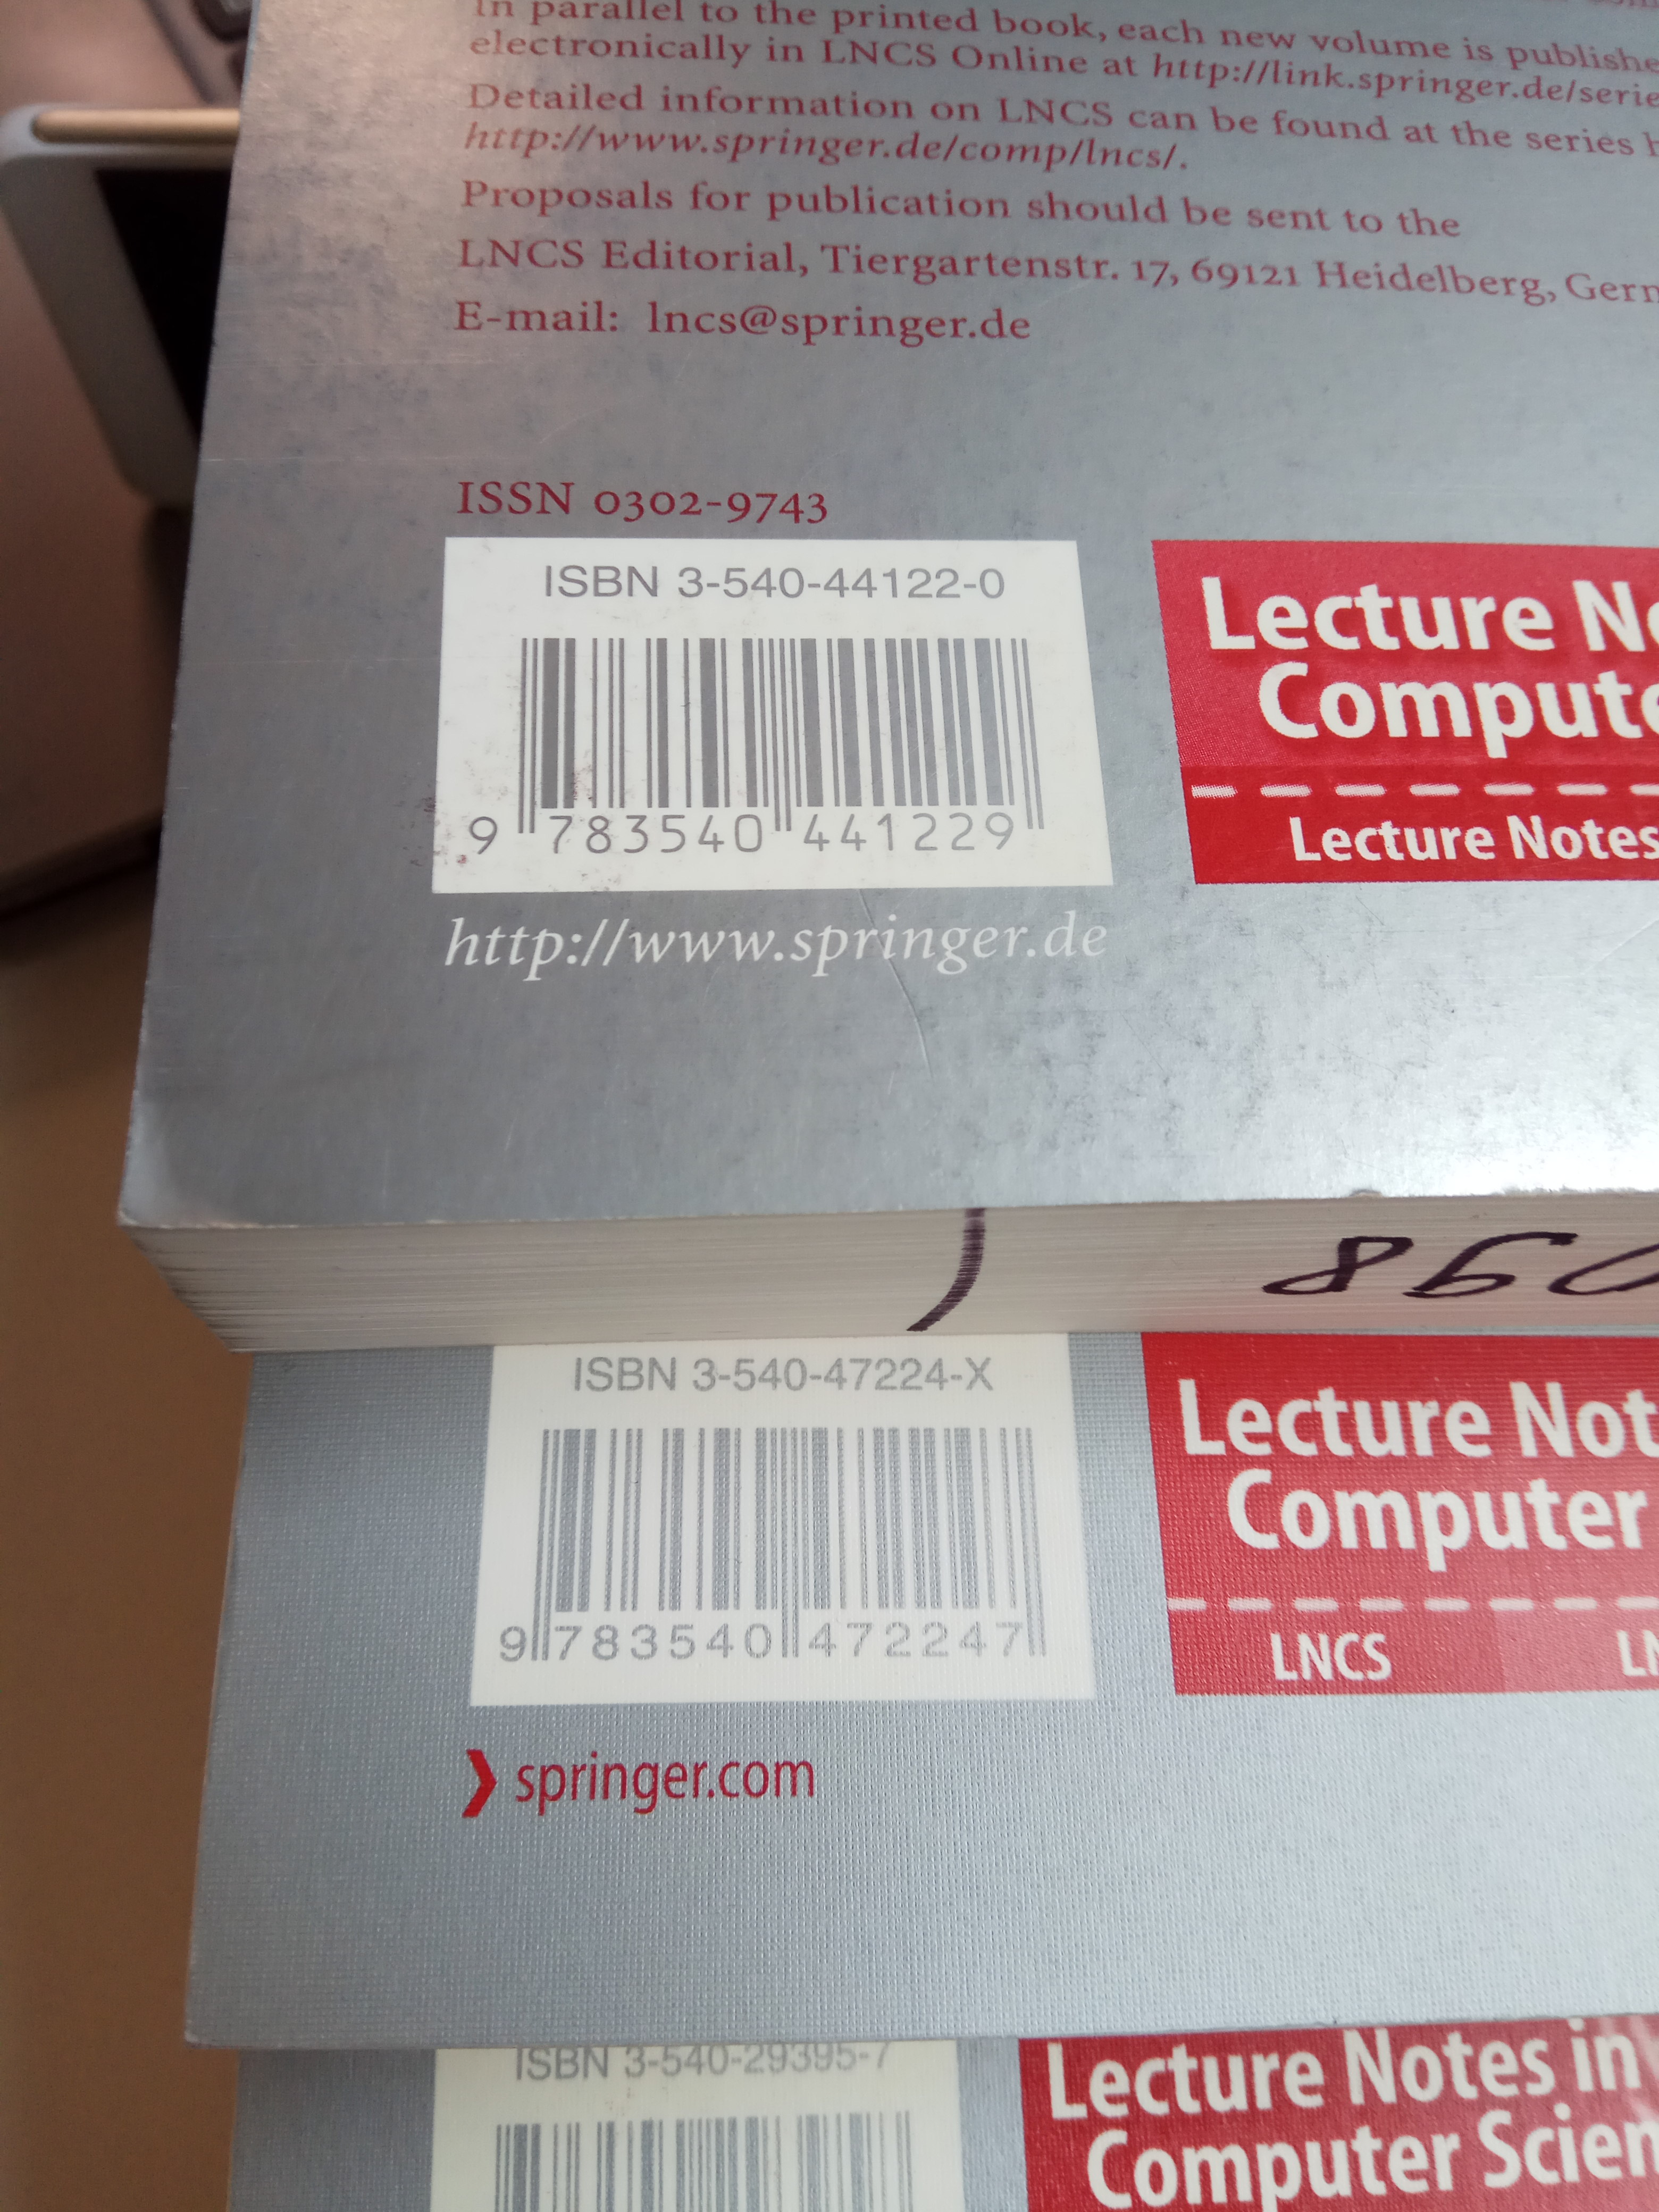 In parallel to the printed book, each new volume is publishe
electronically in LNCS Online at http://link.springer.de/serie
Detailed information on LNCS can be found at the series h
http://www.springer.de/comp/lncs/.
Proposals for publication should be sent to the
LNCS Editorial, Tiergartenstr. 17, 69121 Heidelberg, Germ
E-mail: lncs@springer.de
ISSN 0302-9743
ISBN 3-540-44122-0
9 783540 441229
http://www.springer.de
Lecture No
Compute
Lecture Notes
ISBN 3-540-47224-X
9 783540 472247
Lecture Not
Computer
LNCS LN
springer.com
ISBN 3-540-29395-7
Lecture Notes in
Computer Scien